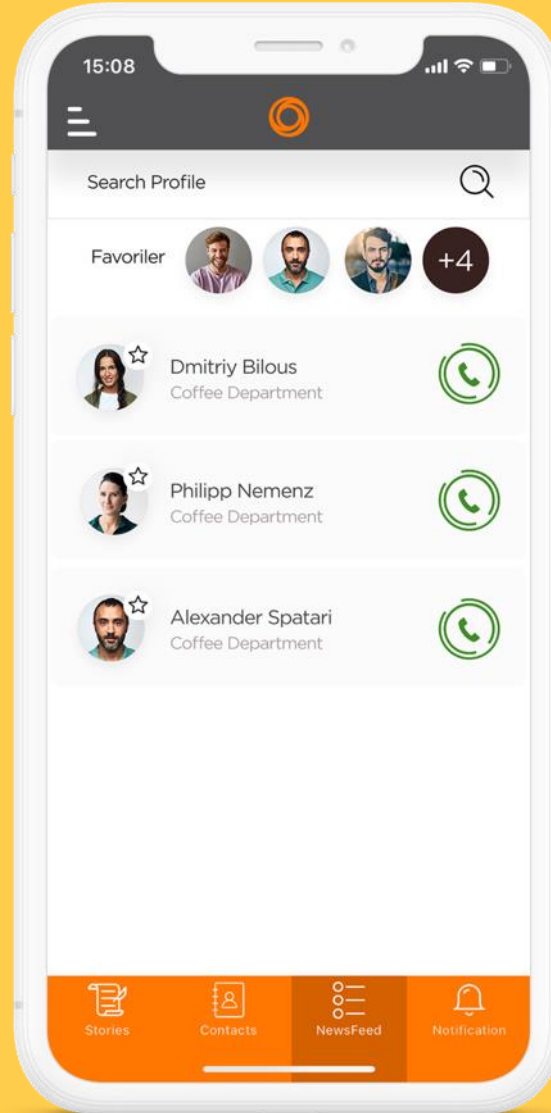 15:08
Search Profile
Favoriler
+4
Dmitriy Bilous
Coffee Department
Philipp Nemenz
Coffee Department
Alexander Spatari
Coffee Department
Stories Contacts NewsFeed Notification